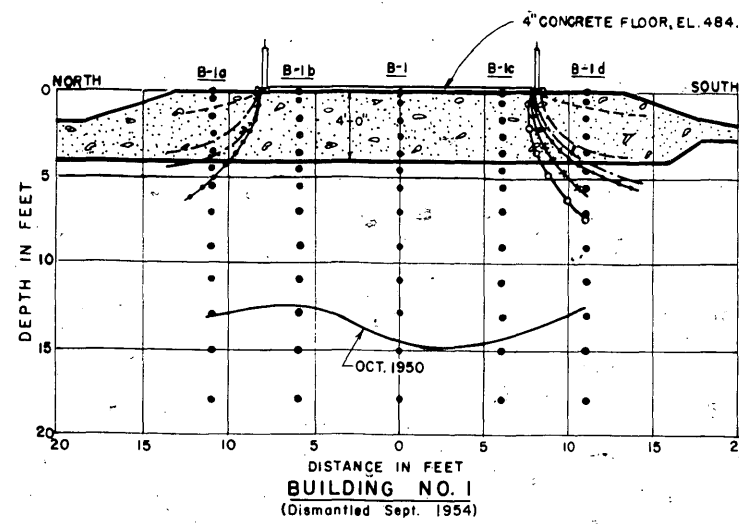 4" CONCRETE FLOOR, EL. 484.
NORTH B-1a B-1b B-1 B-1c B-1d SOUTH
0
4'-0"
5
10
15
20
DEPTH IN FEET
OCT. 1950
20 15 10 5 0 5 10 15 2
DISTANCE IN FEET
BUILDING NO. 1
(Dismantled Sept. 1954)